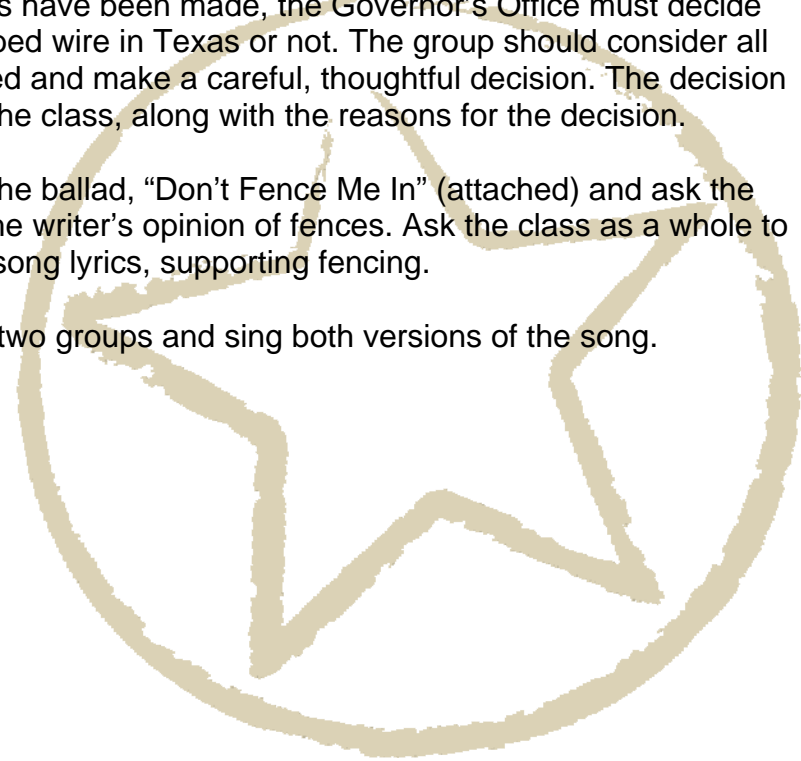 s have been made, the Governor’s Office must decide
bed wire in Texas or not. The group should consider all
ed and make a careful, thoughtful decision. The decision
he class, along with the reasons for the decision.
he ballad, “Don’t Fence Me In” (attached) and ask the
ne writer’s opinion of fences. Ask the class as a whole to
song lyrics, supporting fencing.
two groups and sing both versions of the song.